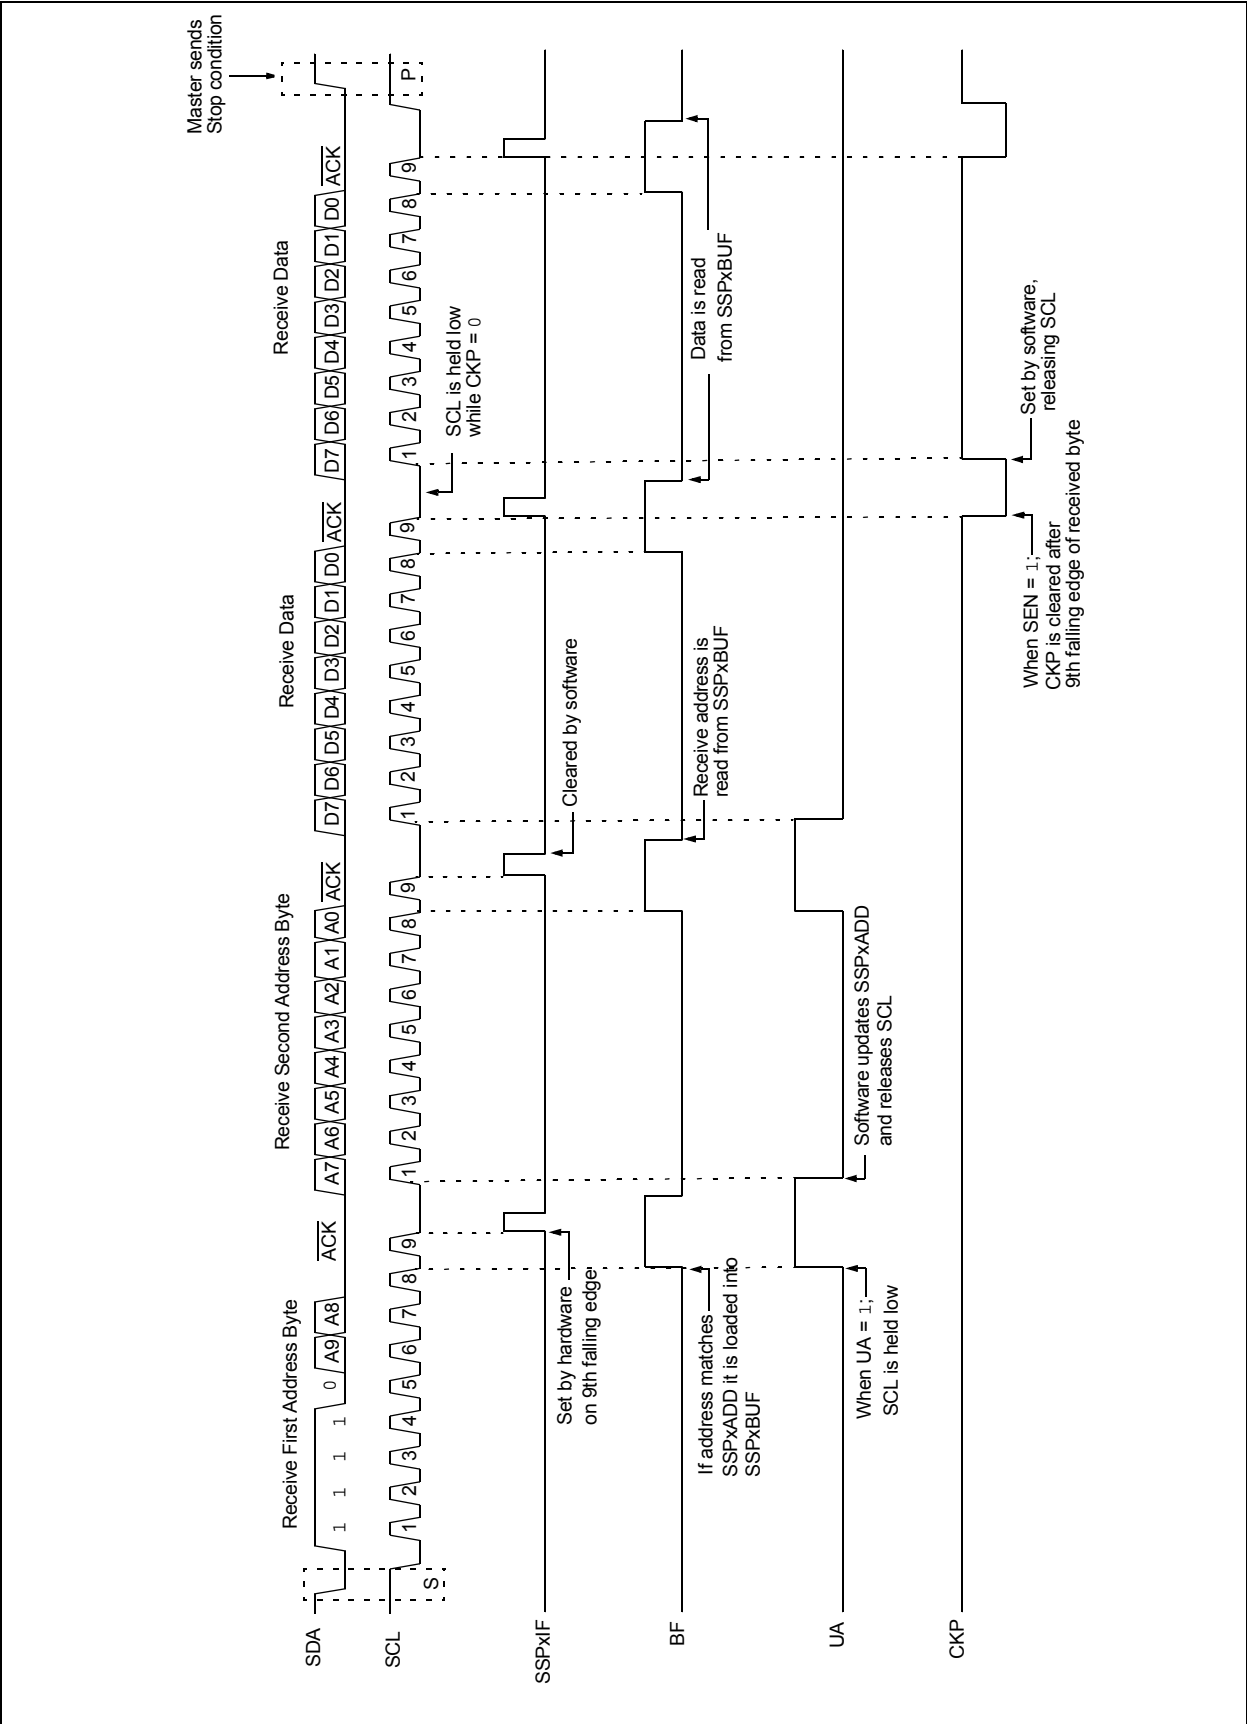 Master sends
Stop condition
Receive First Address Byte
Receive Second Address Byte
Receive Data
Receive Data
SDA
1 1 1 1 0 A9 A8 ACK
A7 A6 A5 A4 A3 A2 A1 A0 ACK
D7 D6 D5 D4 D3 D2 D1 D0 ACK
D7 D6 D5 D4 D3 D2 D1 D0 ACK
SCL
S
1 2 3 4 5 6 7 8 9
1 2 3 4 5 6 7 8 9
1 2 3 4 5 6 7 8 9
1 2 3 4 5 6 7 8 9
P
SCL is held low
while CKP = 0
SSPxIF
Set by hardware
on 9th falling edge
Cleared by software
BF
If address matches
SSPxADD it is loaded into
SSPxBUF
Receive address is
read from SSPxBUF
Data is read
from SSPxBUF
UA
When UA = 1;
SCL is held low
Software updates SSPxADD
and releases SCL
CKP
When SEN = 1;
CKP is cleared after
9th falling edge of received byte
Set by software,
releasing SCL